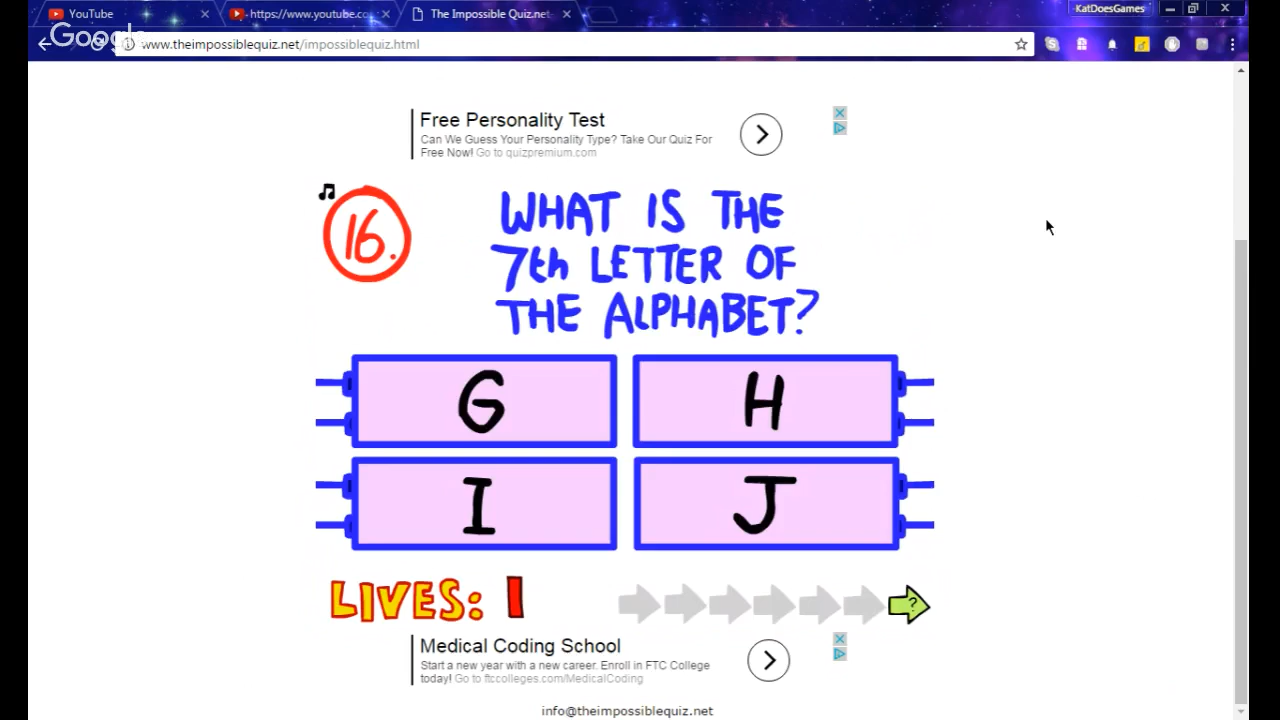 YouTube
https://www.youtube.co
The Impossible Quiz.net
KatDoesGames
Google
www.theimpossiblequiz.net/impossiblequiz.html
Free Personality Test
Can We Guess Your Personality Type? Take Our Quiz For
Free Now! Go to quizpremium.com
16.
WHAT IS THE
7th LETTER OF
THE ALPHABET?
G
H
I
J
LIVES: 1
?
Medical Coding School
Start a new year with a new career. Enroll in FTC College
today! Go to ftccolleges.com/MedicalCoding
info@theimpossiblequiz.net